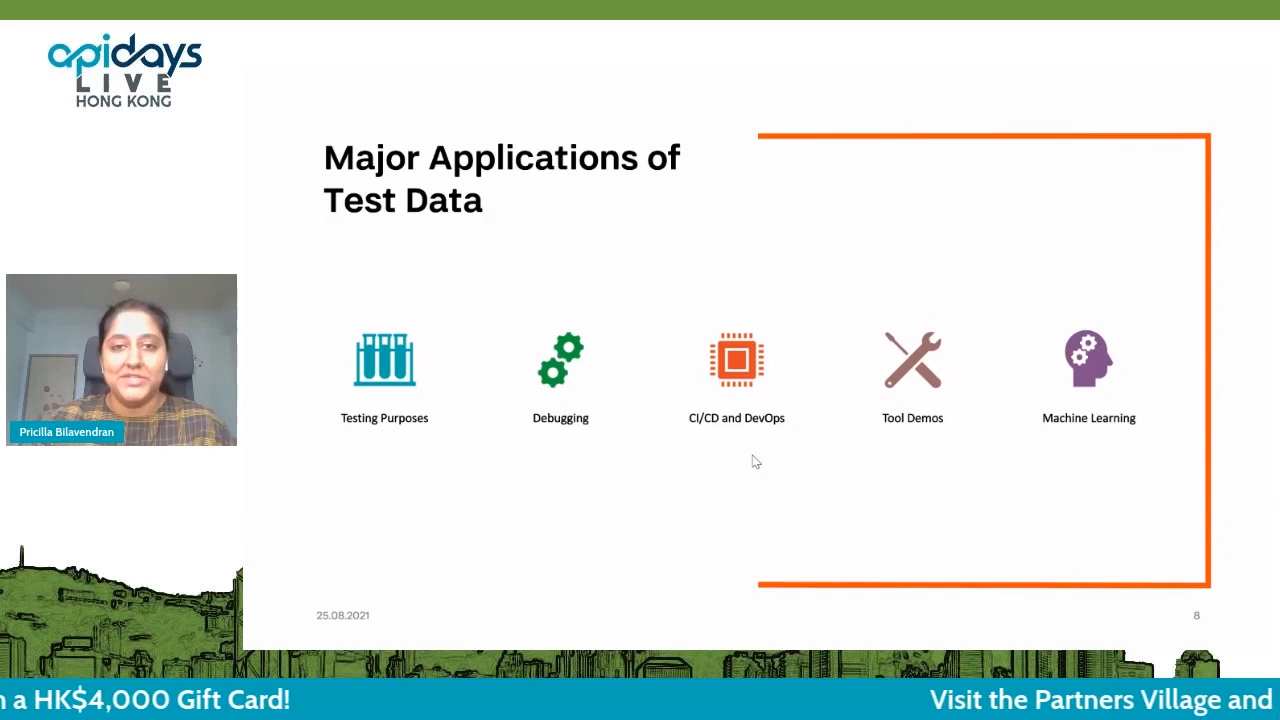 apidays
LIVE
HONG KONG
Major Applications of
Test Data
Testing Purposes
Debugging
CI/CD and DevOps
Tool Demos
Machine Learning
Pricilla Bilavendran
25.08.2021
8
a HK$4,000 Gift Card!
Visit the Partners Village and